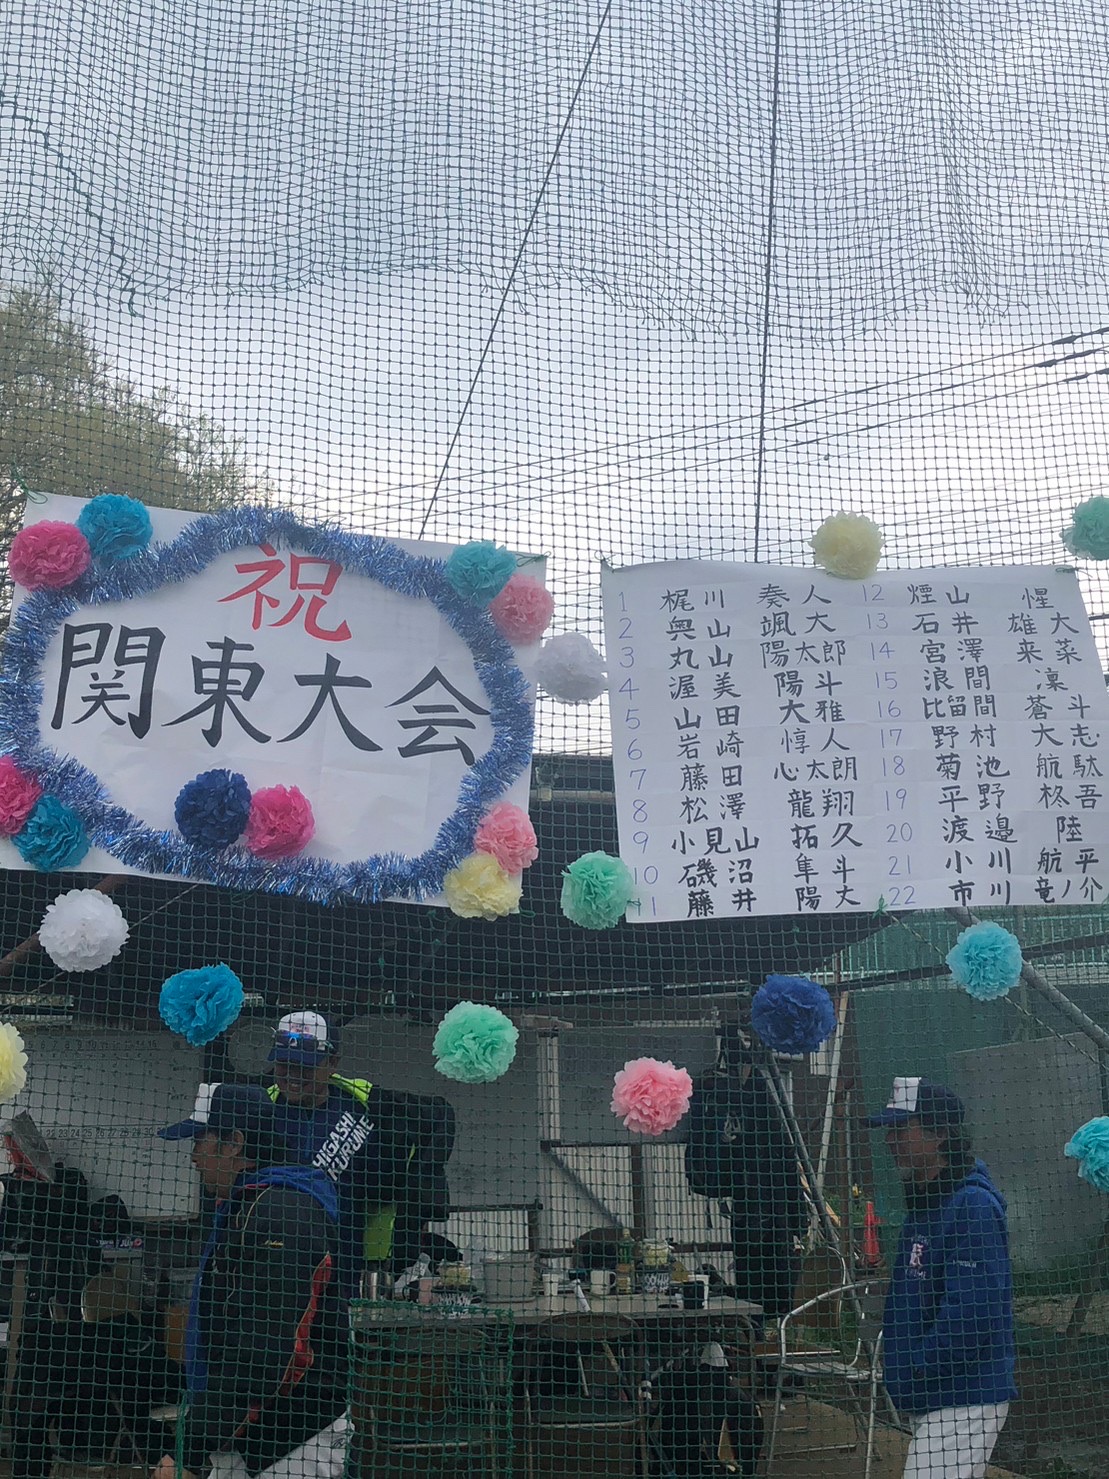 祝
関東大会
1 梶川 奏人
2 奥山 颯大
3 丸山 陽太郎
4 渥美 陽斗
5 山田 大雅
6 岩崎 惇人
7 藤田 心太朗
8 松澤 龍翔
9 小見山 拓久
10 磯沼 隼斗
11 藤井 陽丈
12 煙山 惺
13 石井 雄大
14 宮澤 来菜
15 浪間 凜
16 比留間 蒼斗
17 野村 大志
18 菊池 航駄
19 平野 柊吾
20 渡邉 陸
21 小川 航平
22 市川 竜ノ介
HIGASHI
KURUME